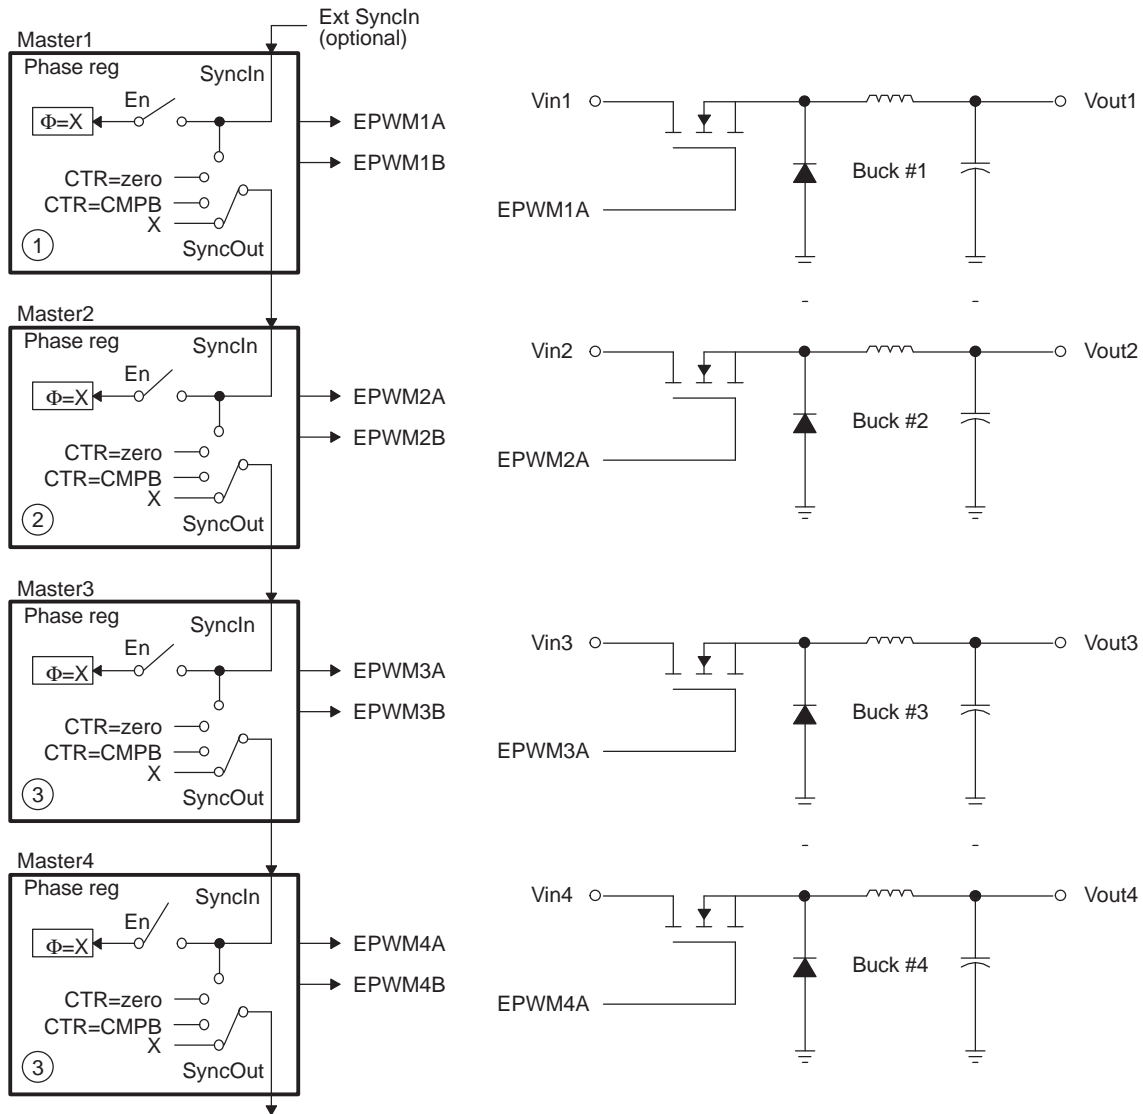 Ext SyncIn
(optional)
Master1
Phase reg
SyncIn
En
Φ=X
EPWM1A
EPWM1B
CTR=zero
CTR=CMPB
X
1
SyncOut
Vin1
Vout1
Buck #1
EPWM1A
Master2
Phase reg
SyncIn
En
Φ=X
EPWM2A
EPWM2B
CTR=zero
CTR=CMPB
X
2
SyncOut
Vin2
Vout2
Buck #2
EPWM2A
Master3
Phase reg
SyncIn
En
Φ=X
EPWM3A
EPWM3B
CTR=zero
CTR=CMPB
X
3
SyncOut
Vin3
Vout3
Buck #3
EPWM3A
Master4
Phase reg
SyncIn
En
Φ=X
EPWM4A
EPWM4B
CTR=zero
CTR=CMPB
X
3
SyncOut
Vin4
Vout4
Buck #4
EPWM4A